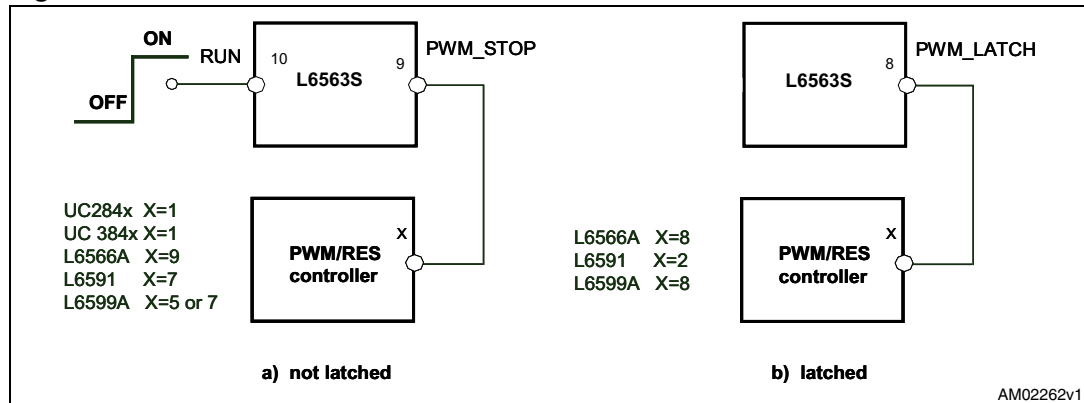 ON
OFF
RUN
10
L6563S
9
PWM_STOP
UC284x X=1
UC 384x X=1
L6566A X=9
L6591 X=7
L6599A X=5 or 7
X
PWM/RES
controller
a) not latched
L6563S
8
PWM_LATCH
L6566A X=8
L6591 X=2
L6599A X=8
X
PWM/RES
controller
b) latched
AM02262v1